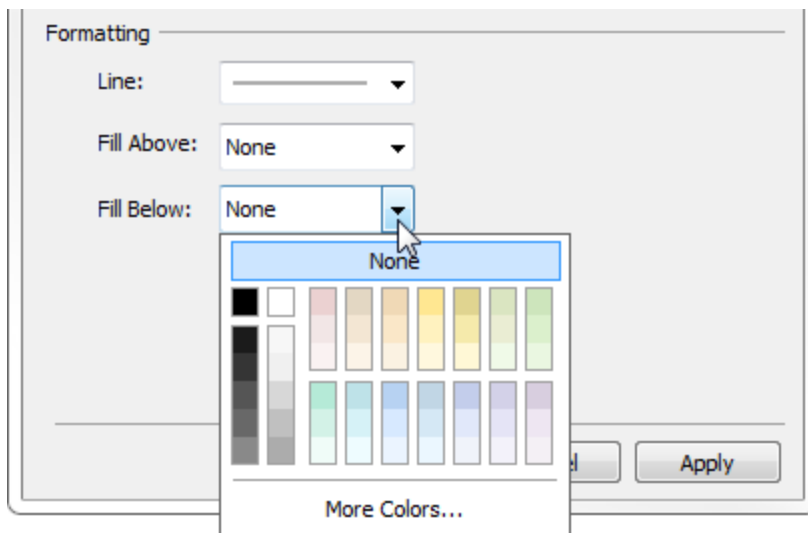 Formatting
Line:
Fill Above: None
Fill Below: None
None
Apply
More Colors...